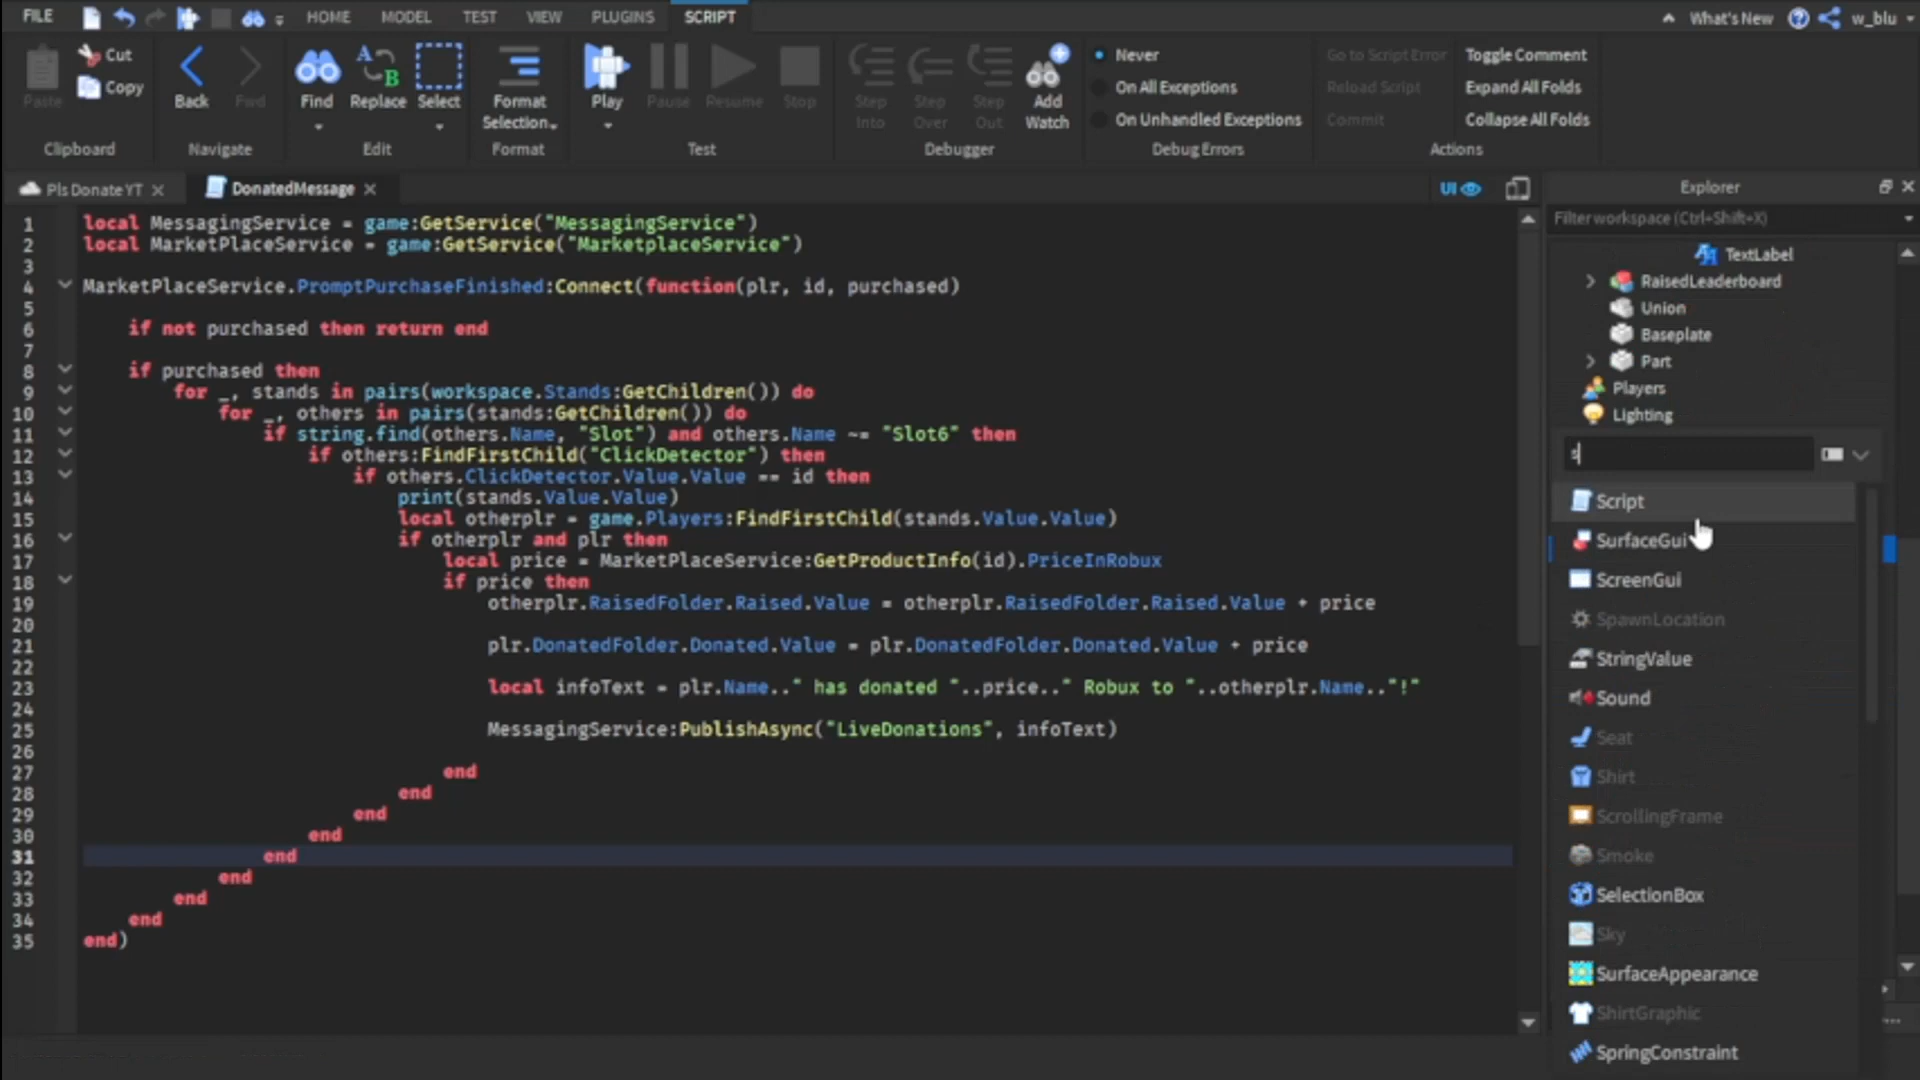 FILE HOME MODEL TEST VIEW PLUGINS SCRIPT What's New w_blu
Cut
Copy
Paste Back Fwd Find Replace Select Format Selection Play Pause Resume Stop Step Into Step Over Step Out Add Watch
Never
On All Exceptions
On Unhandled Exceptions
Go to Script Error
Reload Script
Commit
Toggle Comment
Expand All Folds
Collapse All Folds
Clipboard Navigate Edit Format Test Debugger Debug Errors Actions
Pls Donate YT DonatedMessage UI
1 local MessagingService = game:GetService("MessagingService")
2 local MarketPlaceService = game:GetService("MarketplaceService")
3
4 MarketPlaceService.PromptPurchaseFinished:Connect(function(plr, id, purchased)
5
6 if not purchased then return end
7
8 if purchased then
9 for _, stands in pairs(workspace.Stands:GetChildren()) do
10 for _, others in pairs(stands:GetChildren()) do
11 if string.find(others.Name, "Slot") and others.Name ~= "Slot6" then
12 if others:FindFirstChild("ClickDetector") then
13 if others.ClickDetector.Value.Value == id then
14 print(stands.Value.Value)
15 local otherplr = game.Players:FindFirstChild(stands.Value.Value)
16 if otherplr and plr then
17 local price = MarketPlaceService:GetProductInfo(id).PriceInRobux
18 if price then
19 otherplr.RaisedFolder.Raised.Value = otherplr.RaisedFolder.Raised.Value + price
20
21 plr.DonatedFolder.Donated.Value = plr.DonatedFolder.Donated.Value + price
22
23 local infoText = plr.Name.." has donated "..price.." Robux to "..otherplr.Name.."!"
24
25 MessagingService:PublishAsync("LiveDonations", infoText)
26
27 end
28 end
29 end
30 end
31 end
32 end
33 end
34 end
35 end)
Explorer
Filter workspace (Ctrl+Shift+X)
TextLabel
RaisedLeaderboard
Union
Baseplate
Part
Players
Lighting
s
Script
SurfaceGui
ScreenGui
SpawnLocation
StringValue
Sound
Seat
Shirt
ScrollingFrame
Smoke
SelectionBox
Sky
SurfaceAppearance
ShirtGraphic
SpringConstraint